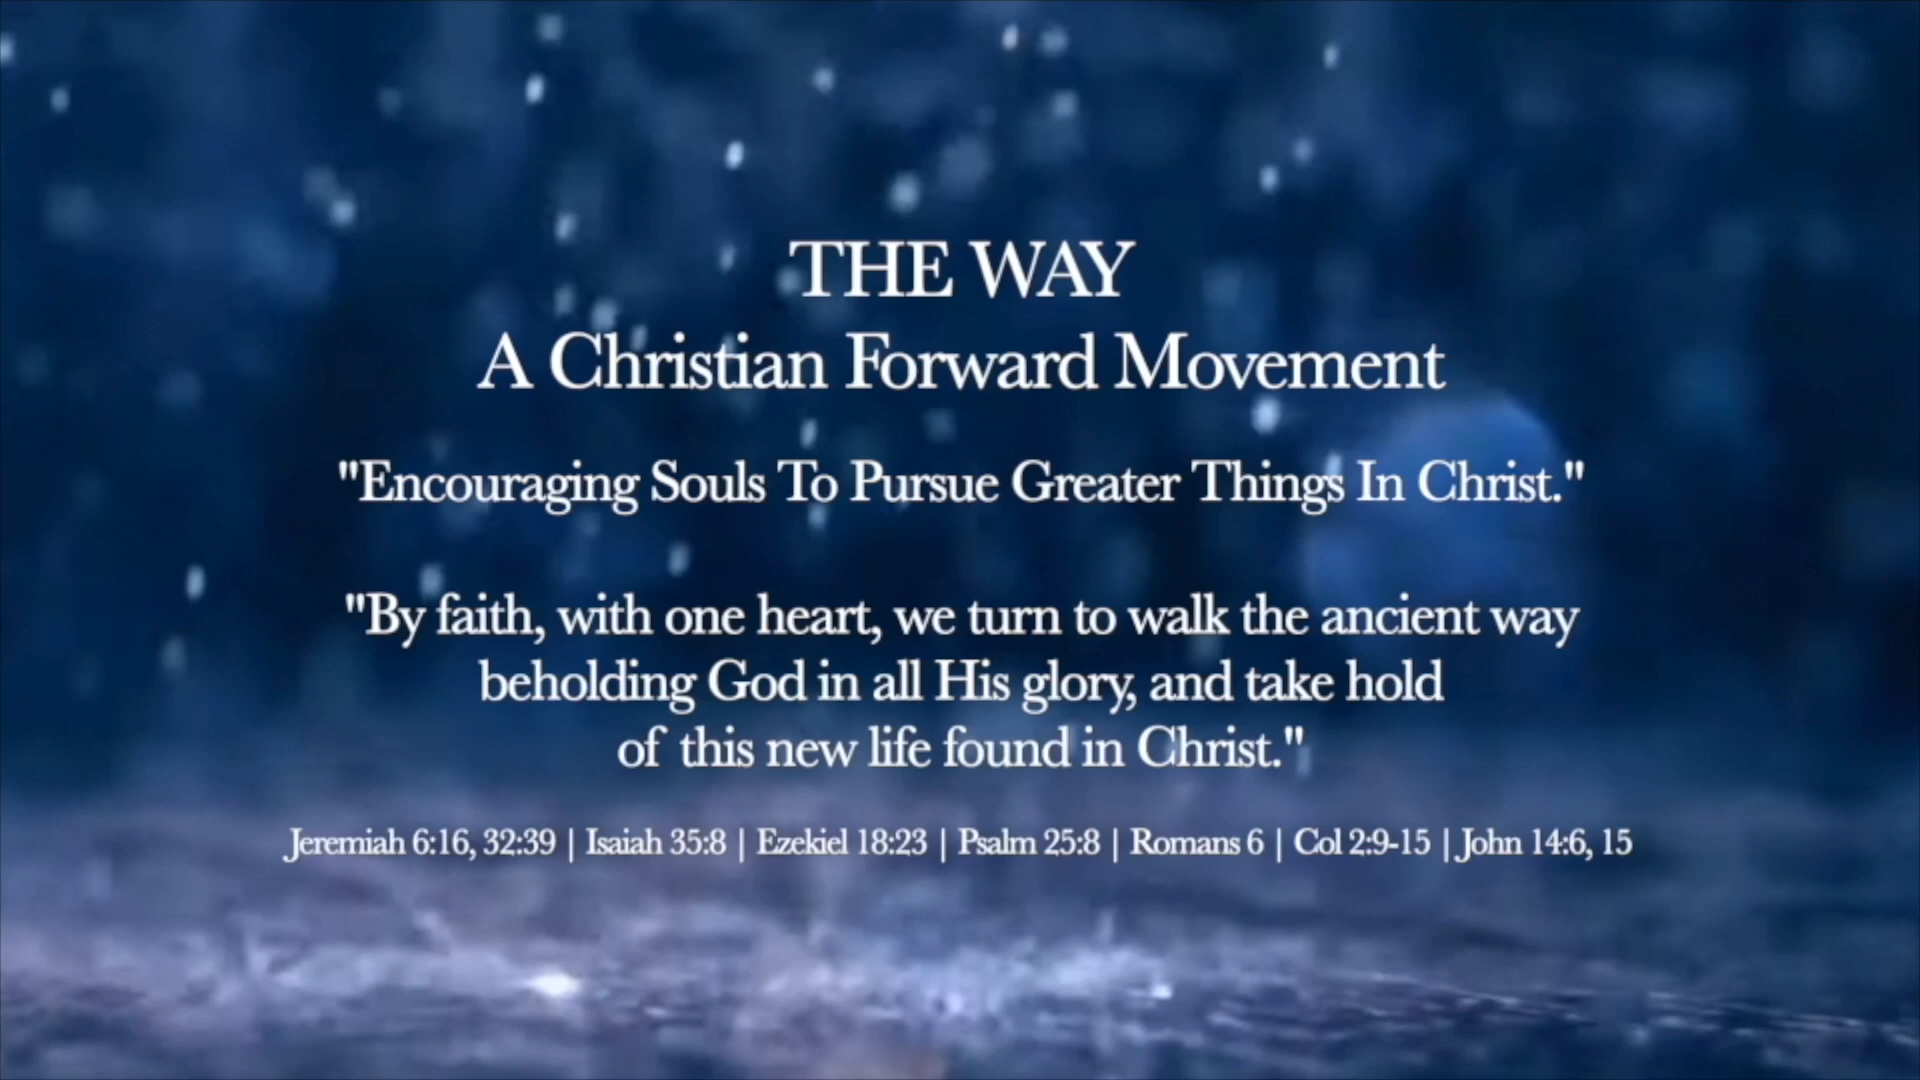 THE WAY
A Christian Forward Movement
"Encouraging Souls To Pursue Greater Things In Christ."
"By faith, with one heart, we turn to walk the ancient way
beholding God in all His glory, and take hold
of this new life found in Christ."
Jeremiah 6:16, 32:39 | Isaiah 35:8 | Ezekiel 18:23 | Psalm 25:8 | Romans 6 | Col 2:9-15 | John 14:6, 15